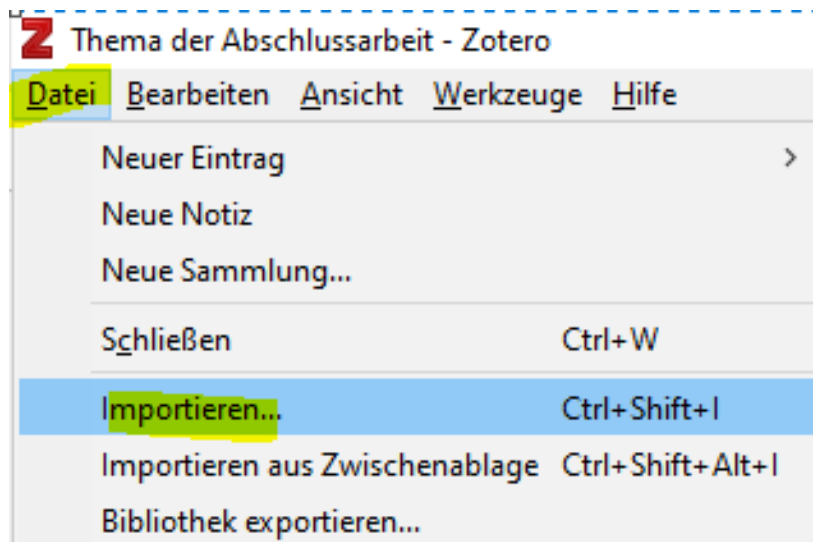 Z Thema der Abschlussarbeit - Zotero
Datei Bearbeiten Ansicht Werkzeuge Hilfe
Neuer Eintrag >
Neue Notiz
Neue Sammlung...
Schließen Ctrl+W
Importieren... Ctrl+Shift+I
Importieren aus Zwischenablage Ctrl+Shift+Alt+I
Bibliothek exportieren...